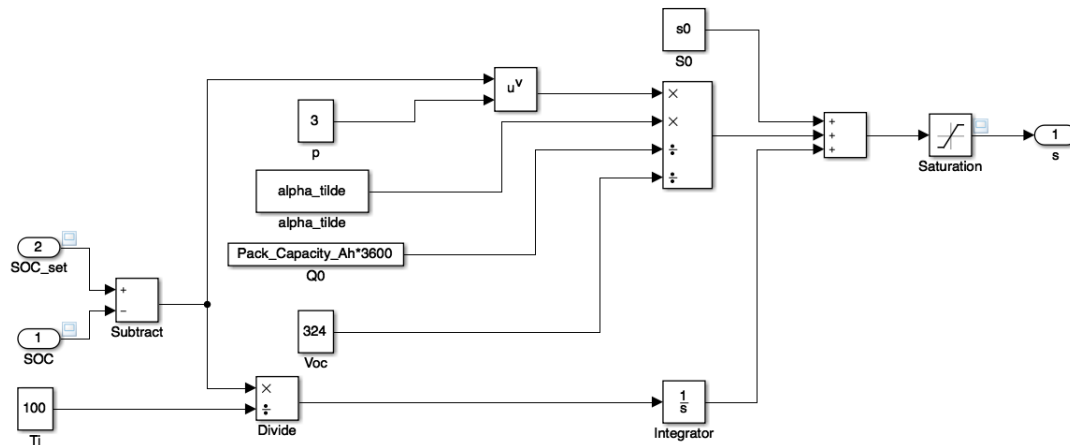 s0
S0
u^v
×
×
÷
÷
3
p
alpha_tilde
alpha_tilde
Pack_Capacity_Ah*3600
Q0
324
Voc
2
SOC_set
+
−
Subtract
1
SOC
100
Ti
×
÷
Divide
1
s
Integrator
+
+
+
Saturation
1
s